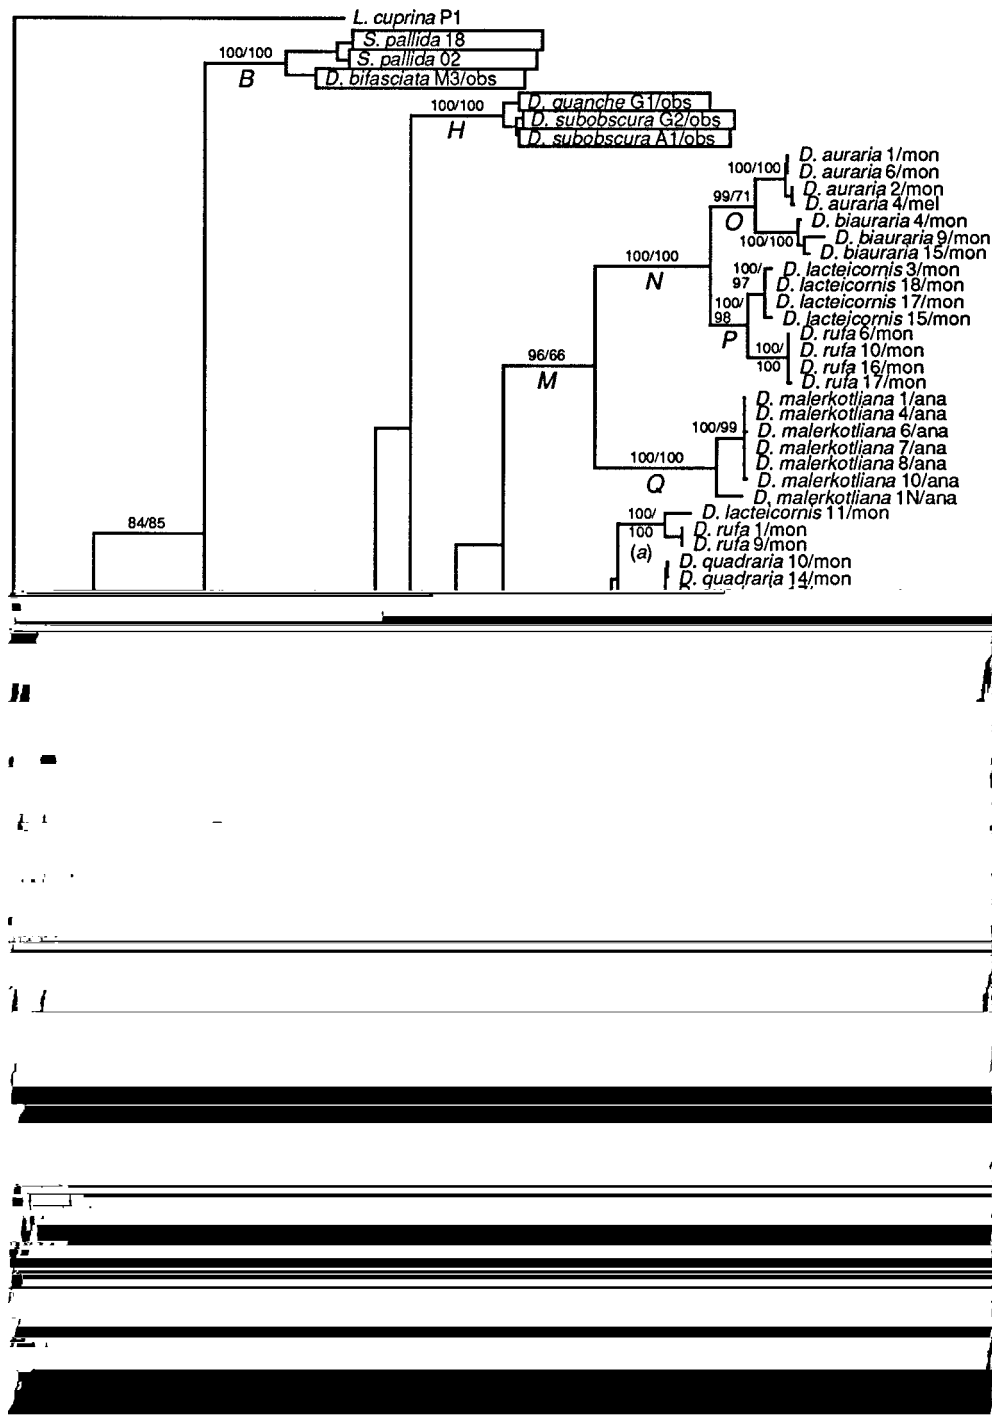 L. cuprina P1
S. pallida 18
100/100
S. pallida 02
B
D. bifasciata M3/obs
D. guanche G1/obs
100/100
D. subobscura G2/obs
H
D. subobscura A1/obs
D. auraria 1/mon
100/100
D. auraria 6/mon
D. auraria 2/mon
99/71
D. auraria 4/mel
O
D. biauraria 4/mon
100/100
D. biauraria 9/mon
D. biauraria 15/mon
100/100
N
100/
97
D. lacteicornis 3/mon
D. lacteicornis 18/mon
100/
98
D. lacteicornis 17/mon
D. lacteicornis 15/mon
P
D. rufa 6/mon
100/
100
D. rufa 10/mon
D. rufa 16/mon
D. rufa 17/mon
96/66
M
D. malerkotliana 1/ana
D. malerkotliana 4/ana
100/99
D. malerkotliana 6/ana
D. malerkotliana 7/ana
100/100
D. malerkotliana 8/ana
Q
D. malerkotliana 10/ana
D. malerkotliana 1N/ana
100/
100
D. lacteicornis 11/mon
84/85
D. rufa 1/mon
D. rufa 9/mon
(a)
D. quadraria 10/mon
D. quadraria 14/mon